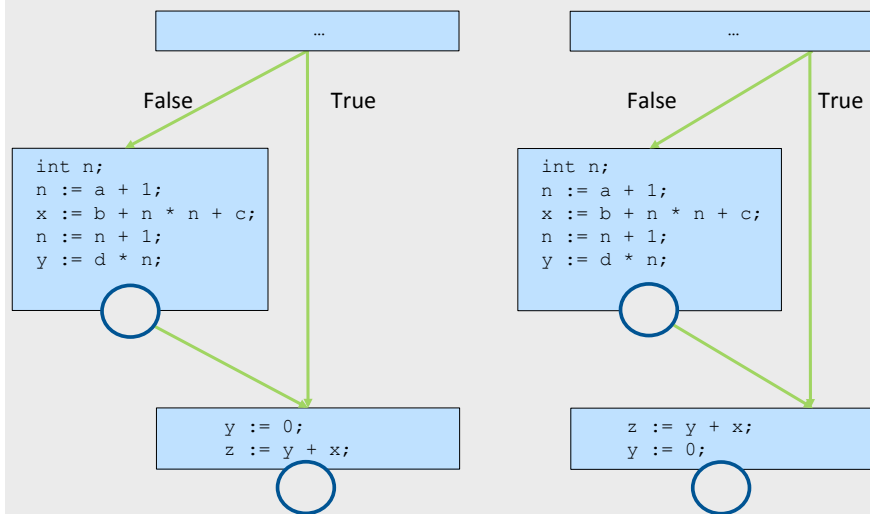 …
False
True
int n;
n := a + 1;
x := b + n * n + c;
n := n + 1;
y := d * n;
y := 0;
z := y + x;
…
False
True
int n;
n := a + 1;
x := b + n * n + c;
n := n + 1;
y := d * n;
z := y + x;
y := 0;